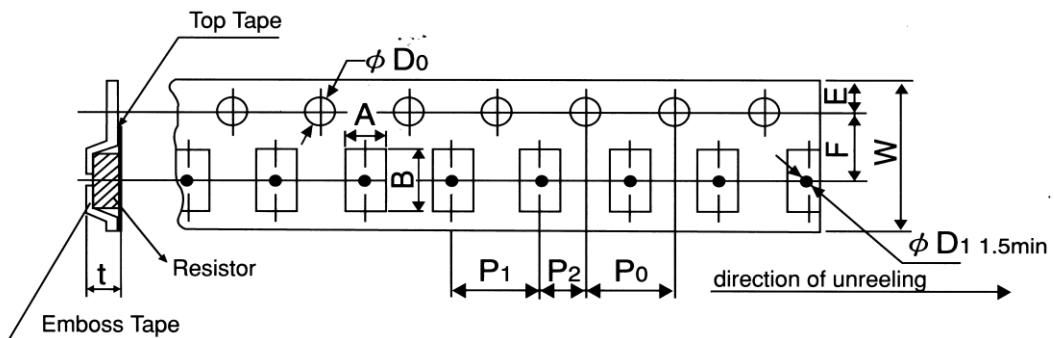 Top Tape
φ D0
A
E
F
W
B
φ D1 1.5min
Resistor
t
P1
P2
P0
direction of unreeling
Emboss Tape